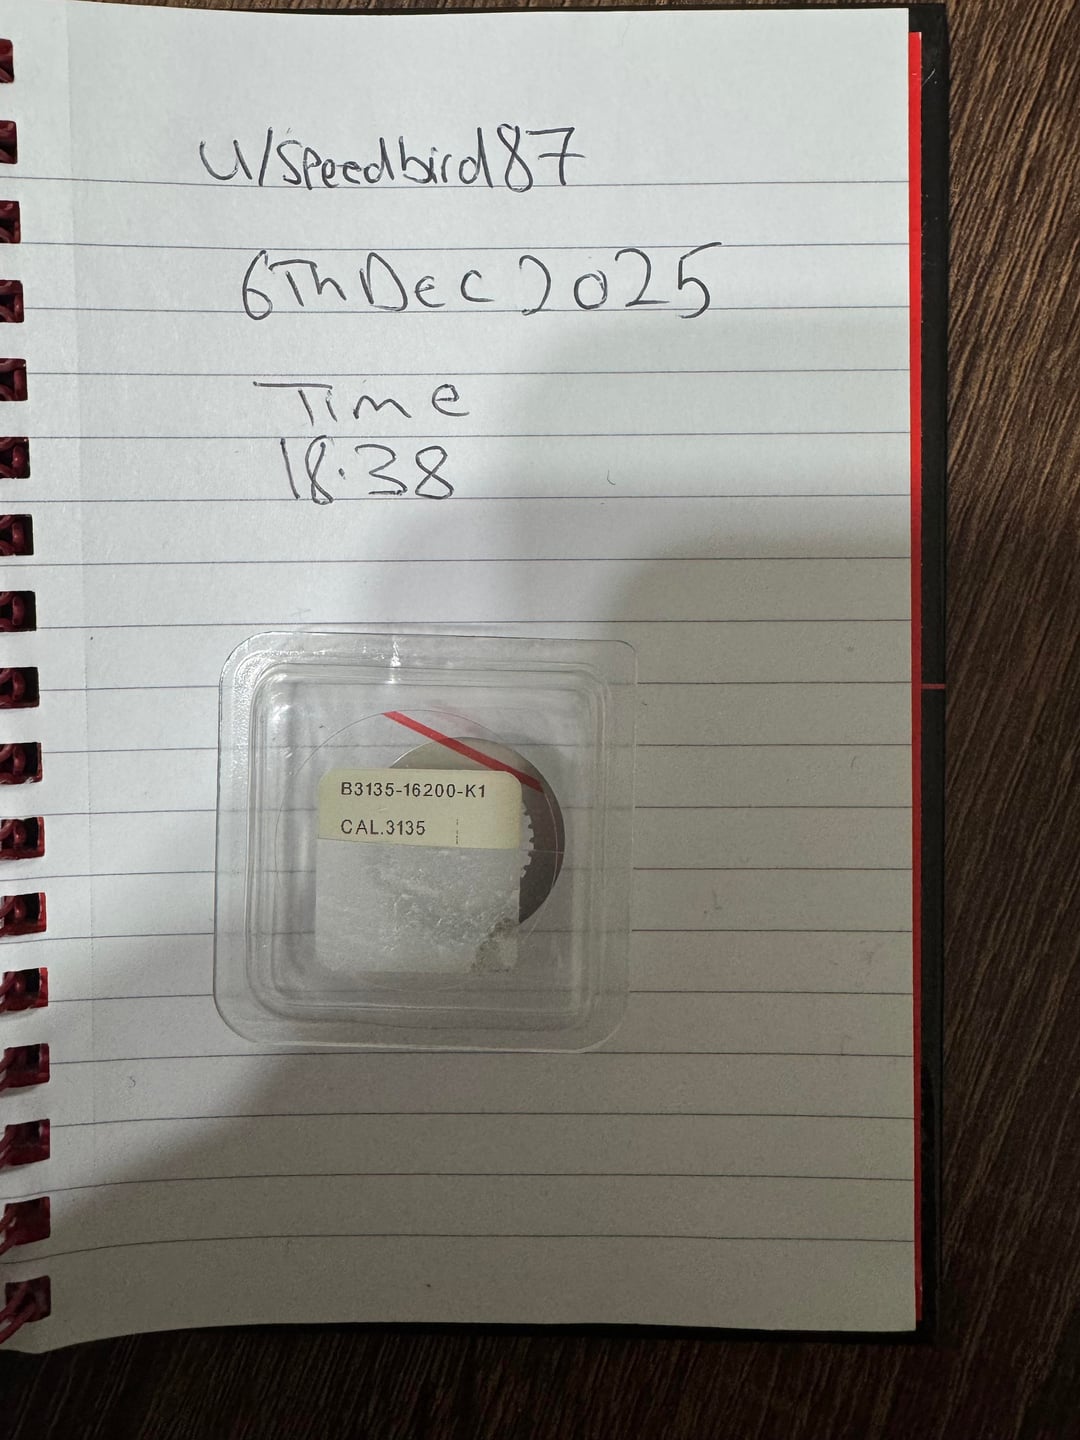 u/speedbird87
6Th Dec 2025
Time
18.38
B3135-16200-K1
CAL.3135